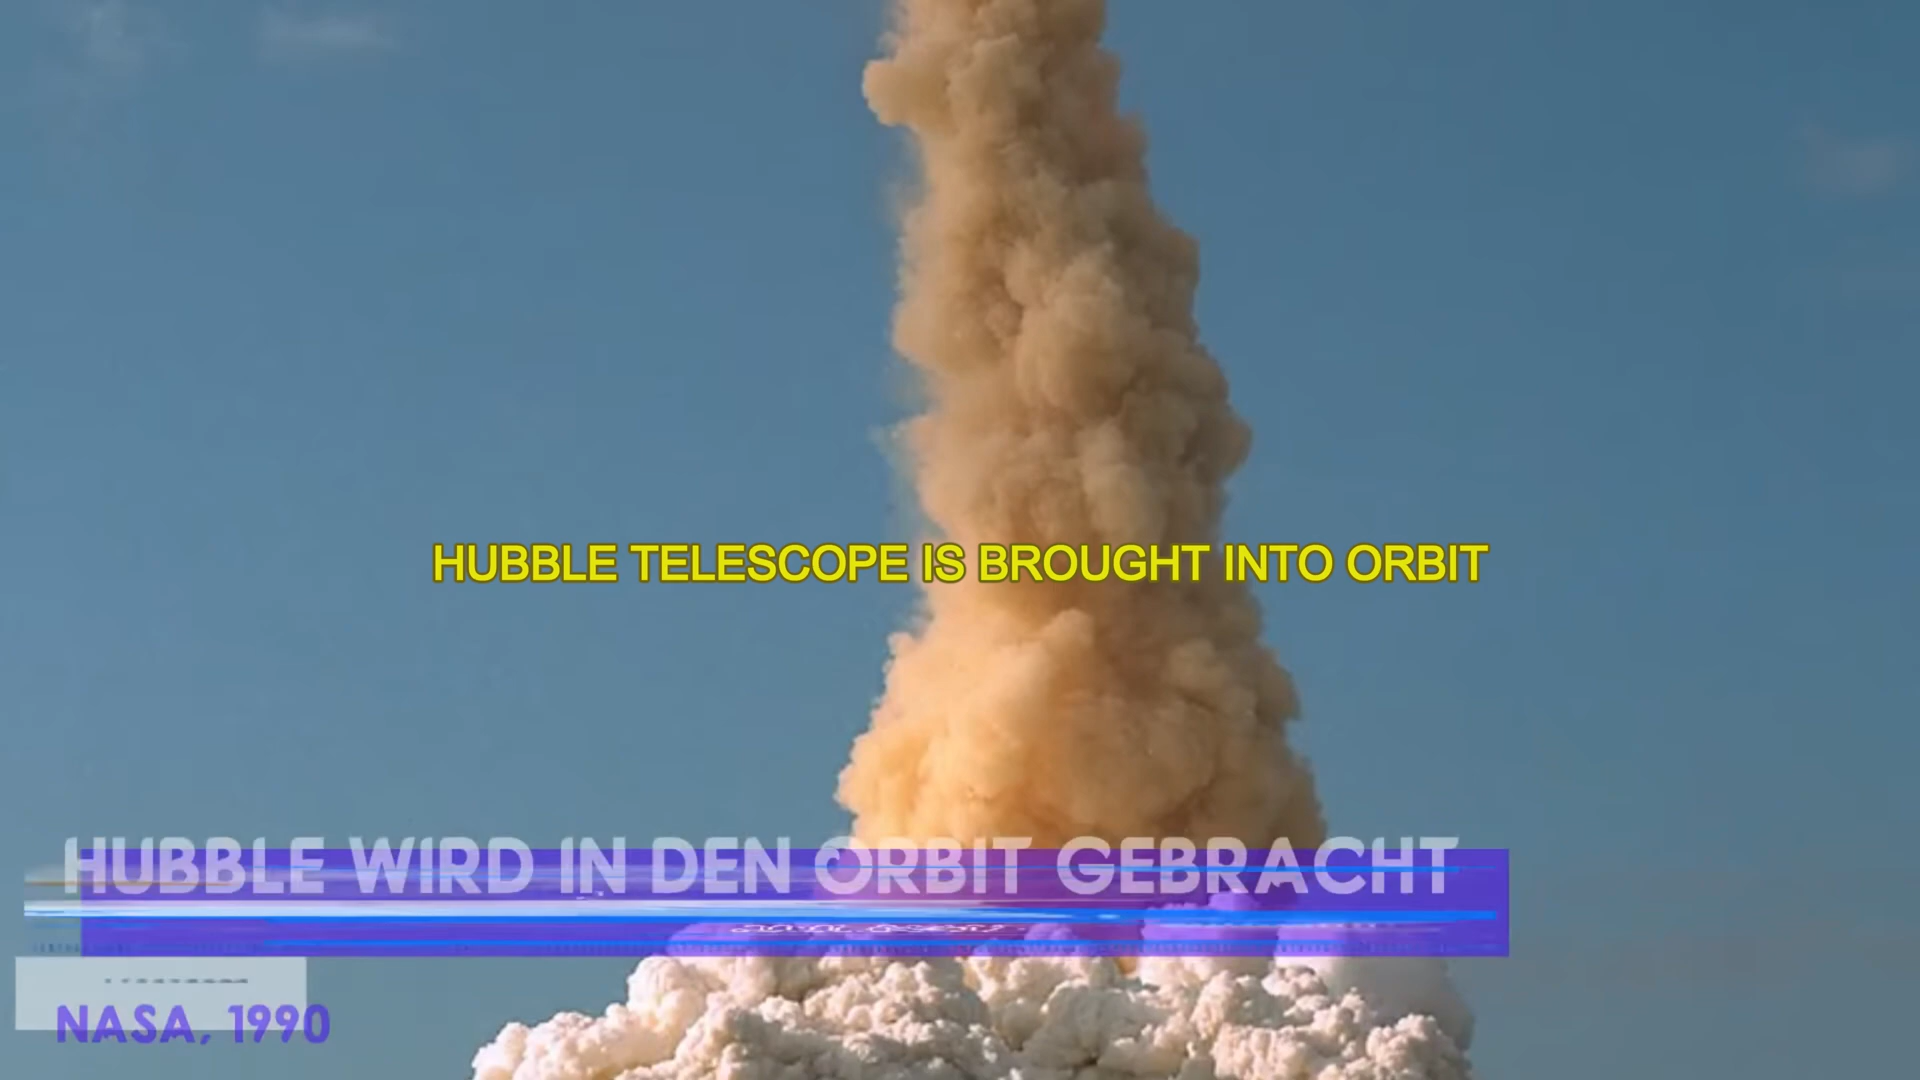 HUBBLE TELESCOPE IS BROUGHT INTO ORBIT
HUBBLE WIRD IN DEN ORBIT GEBRACHT
NASA, 1990